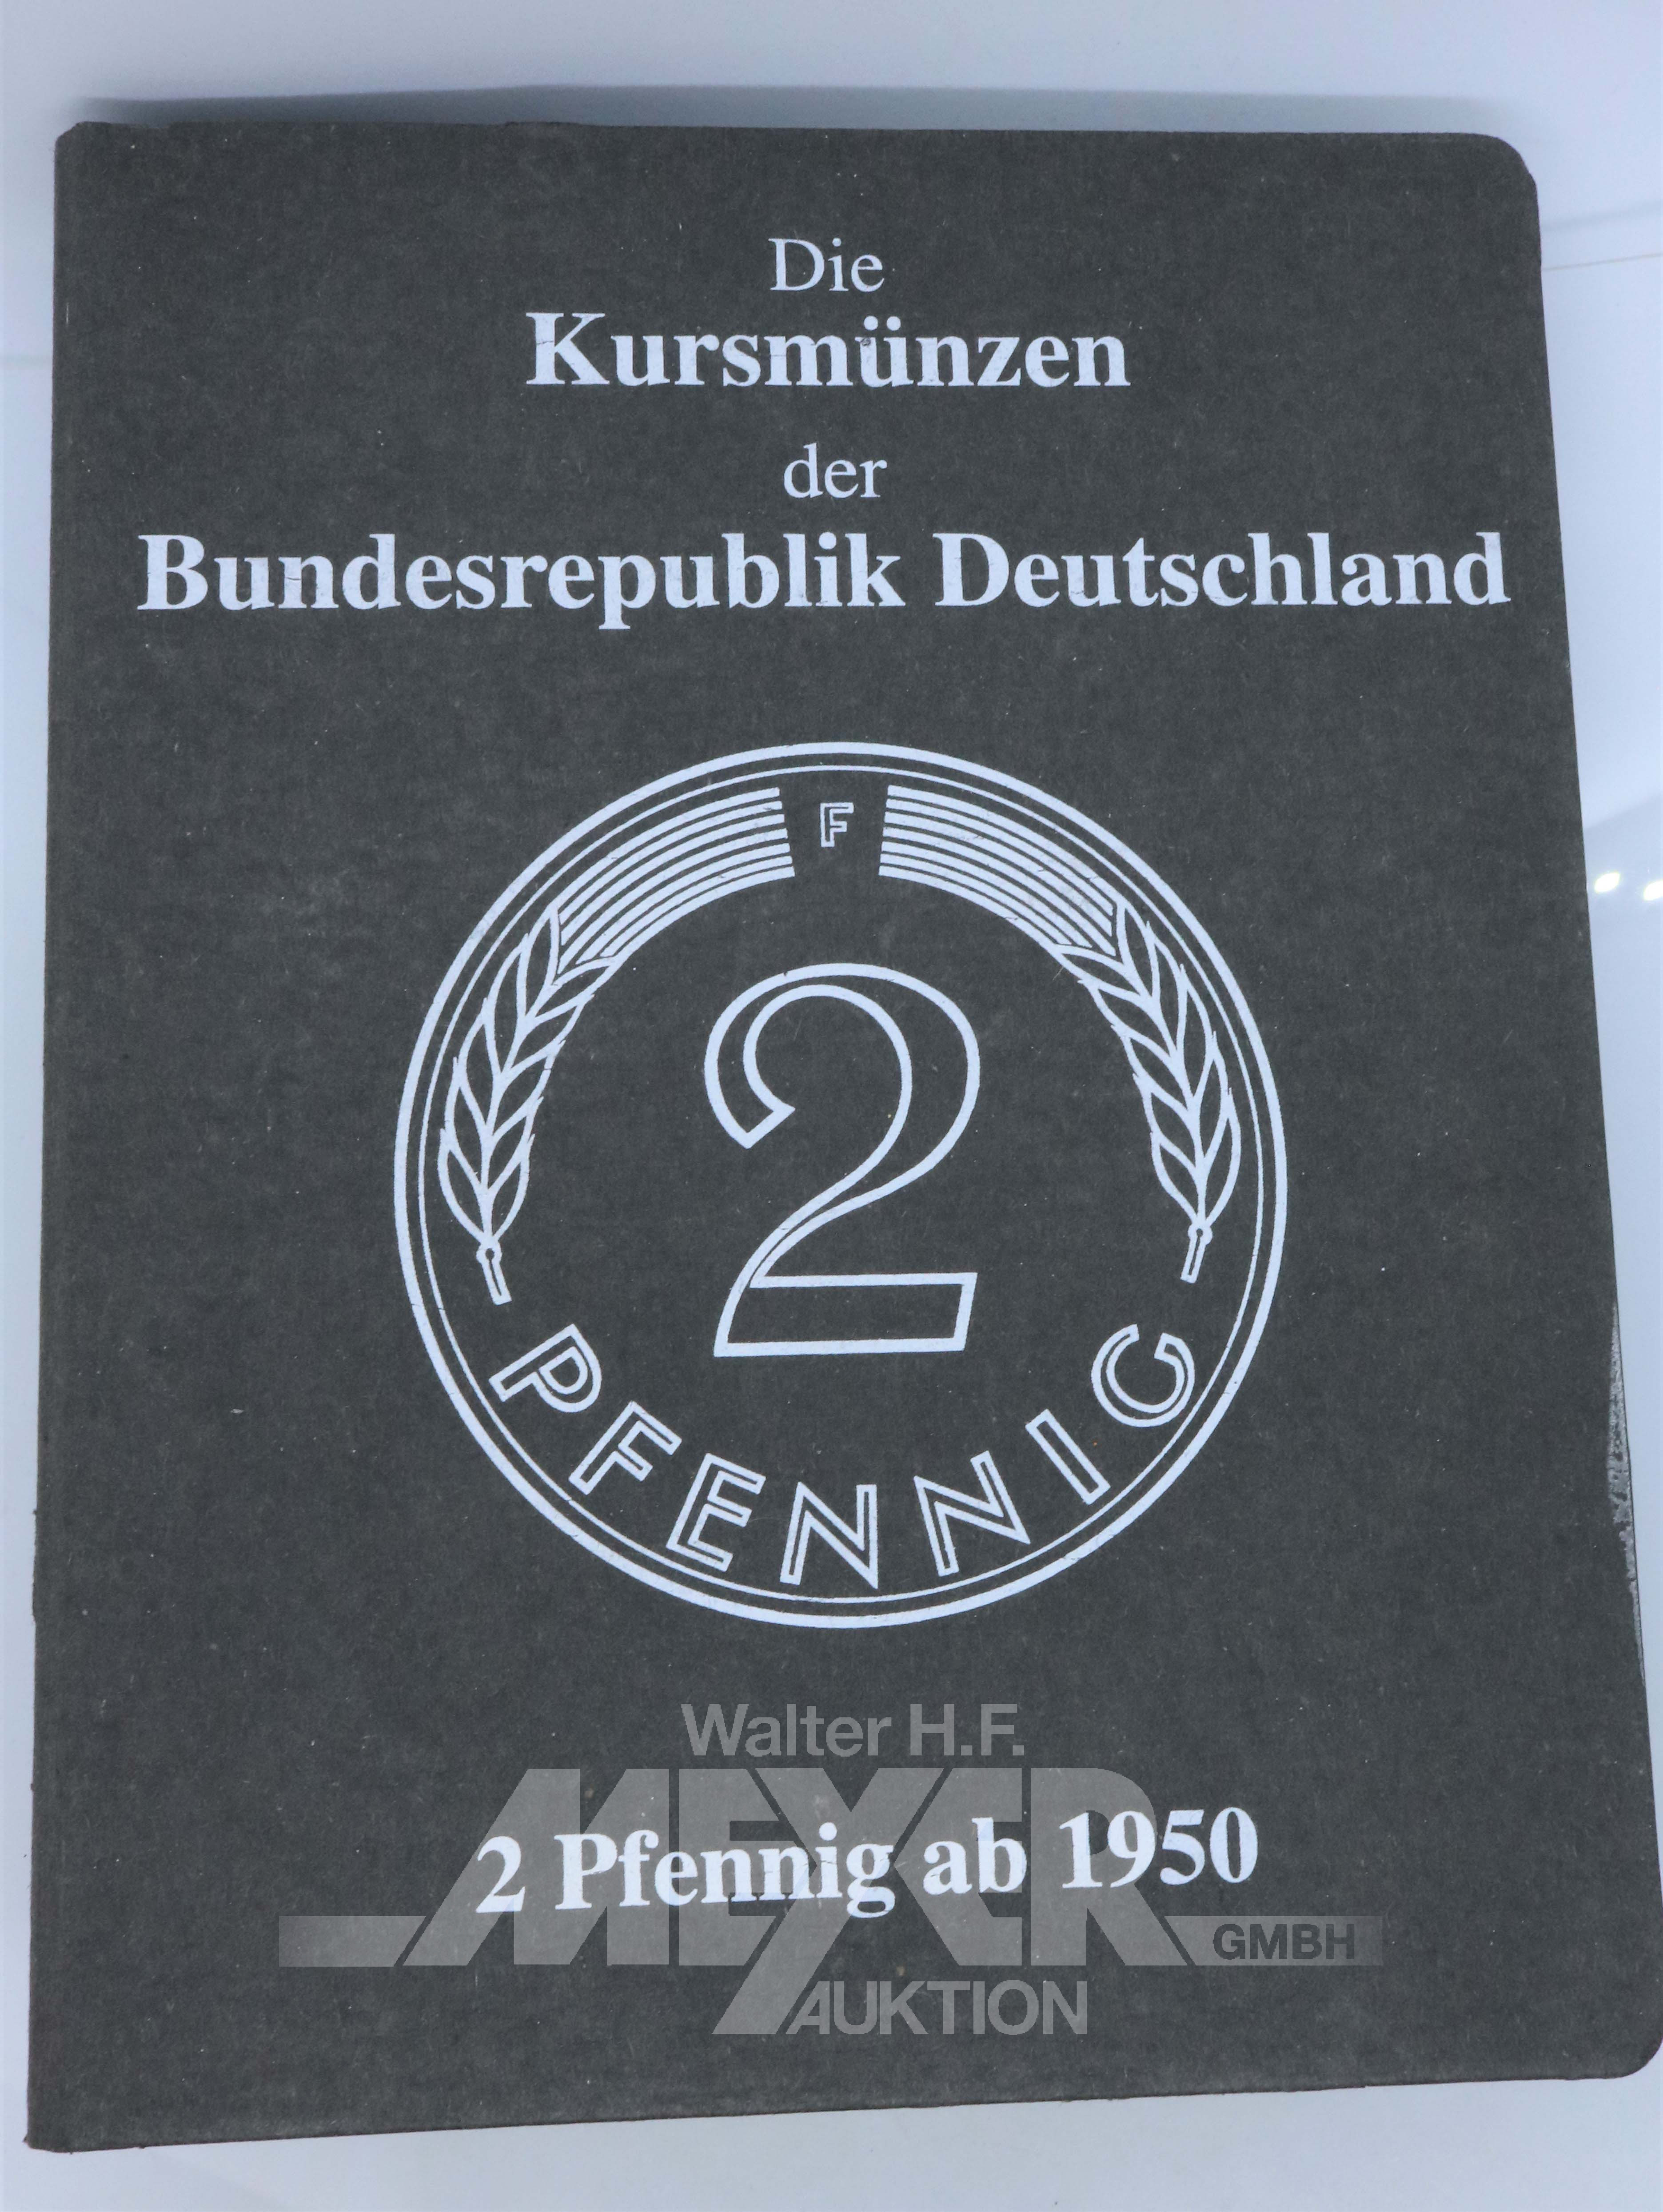 Die
Kursmünzen
der
Bundesrepublik Deutschland
F
2
PFENNIG
Walter H.F.
MEYER
2 Pfennig ab 1950
GMBH
AUKTION